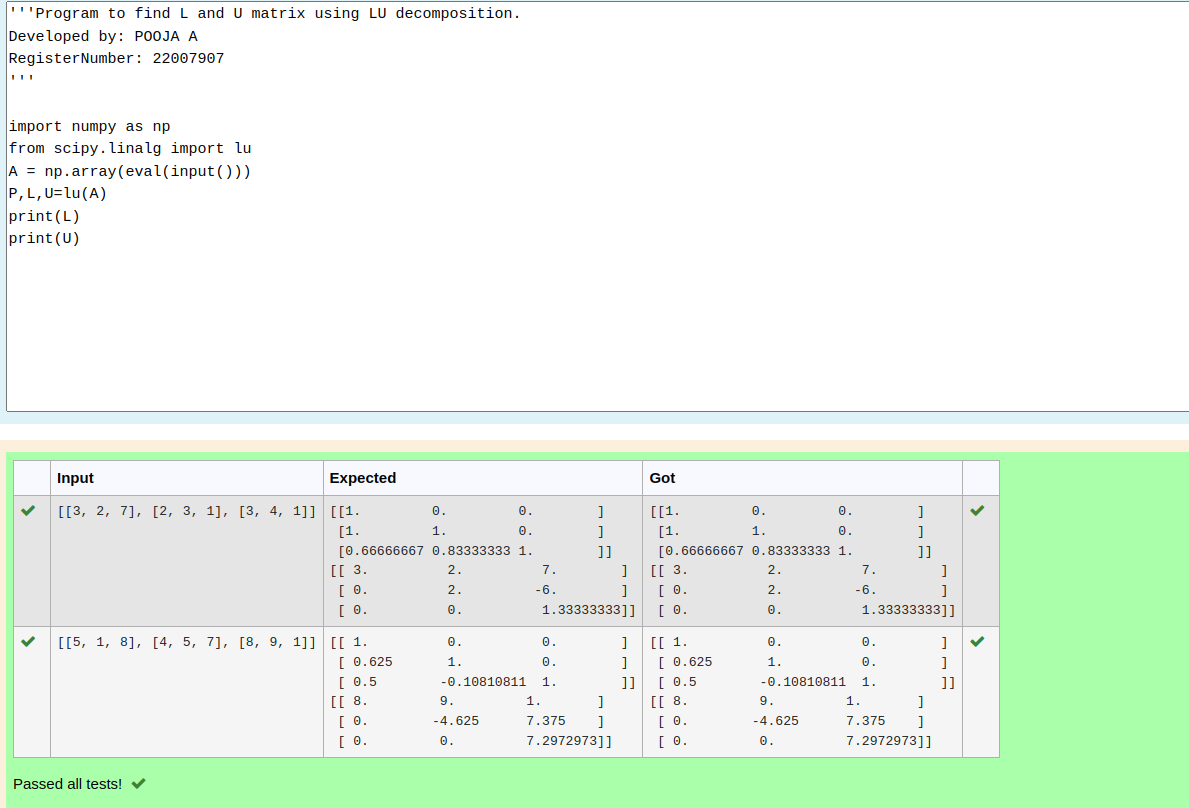 '''Program to find L and U matrix using LU decomposition.
Developed by: POOJA A
RegisterNumber: 22007907
'''
import numpy as np
from scipy.linalg import lu
A = np.array(eval(input()))
P,L,U=lu(A)
print(L)
print(U)
Input Expected Got
[[3, 2, 7], [2, 3, 1], [3, 4, 1]] [[1.         0.         0.        ] [[1.         0.         0.        ]
[1.         1.         0.        ] [1.         1.         0.        ]
[0.66666667 0.83333333 1.        ]] [0.66666667 0.83333333 1.        ]]
[[ 3.          2.          7.        ] [[ 3.          2.          7.        ]
[ 0.          2.         -6.        ] [ 0.          2.         -6.        ]
[ 0.          0.          1.33333333]] [ 0.          0.          1.33333333]]
[[5, 1, 8], [4, 5, 7], [8, 9, 1]] [[ 1.          0.          0.        ] [[ 1.          0.          0.        ]
[ 0.625       1.          0.        ] [ 0.625       1.          0.        ]
[ 0.5        -0.10810811  1.        ]] [ 0.5        -0.10810811  1.        ]]
[[ 8.         9.         1.       ] [[ 8.         9.         1.       ]
[ 0.        -4.625      7.375    ] [ 0.        -4.625      7.375    ]
[ 0.         0.         7.2972973]] [ 0.         0.         7.2972973]]
Passed all tests!